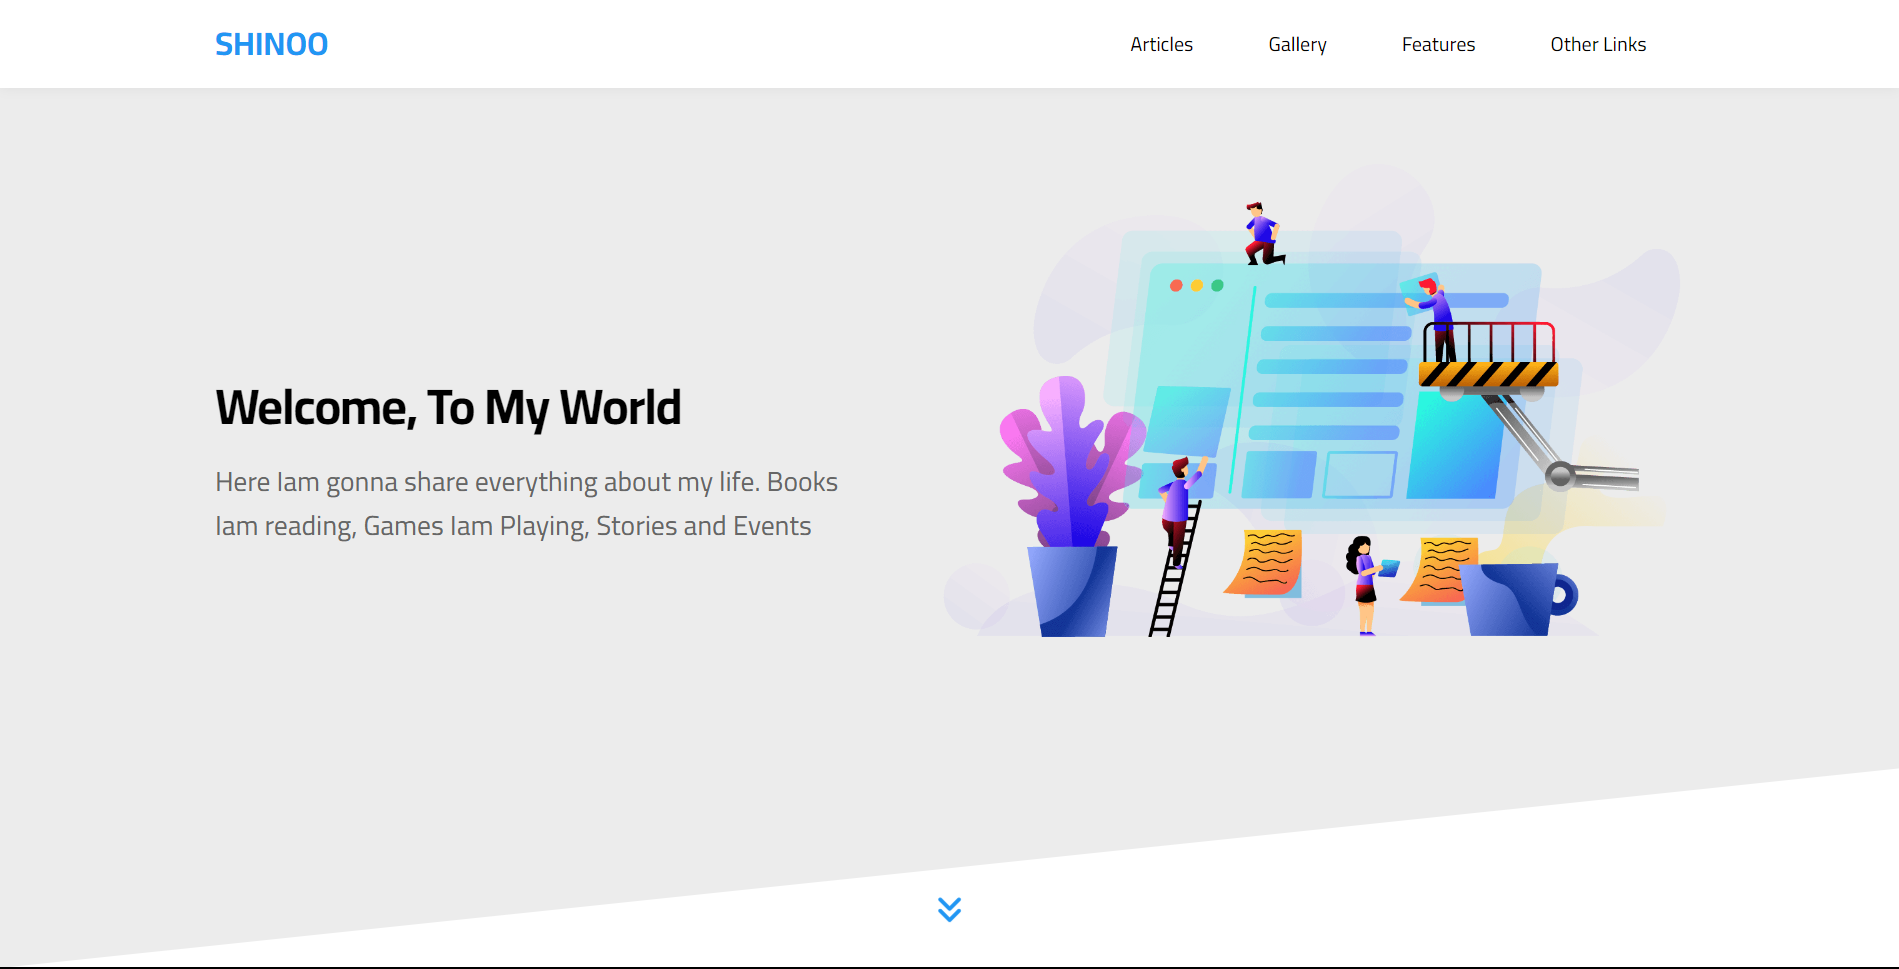 SHINOO
Articles
Gallery
Features
Other Links
Welcome, To My World
Here Iam gonna share everything about my life. Books
Iam reading, Games Iam Playing, Stories and Events